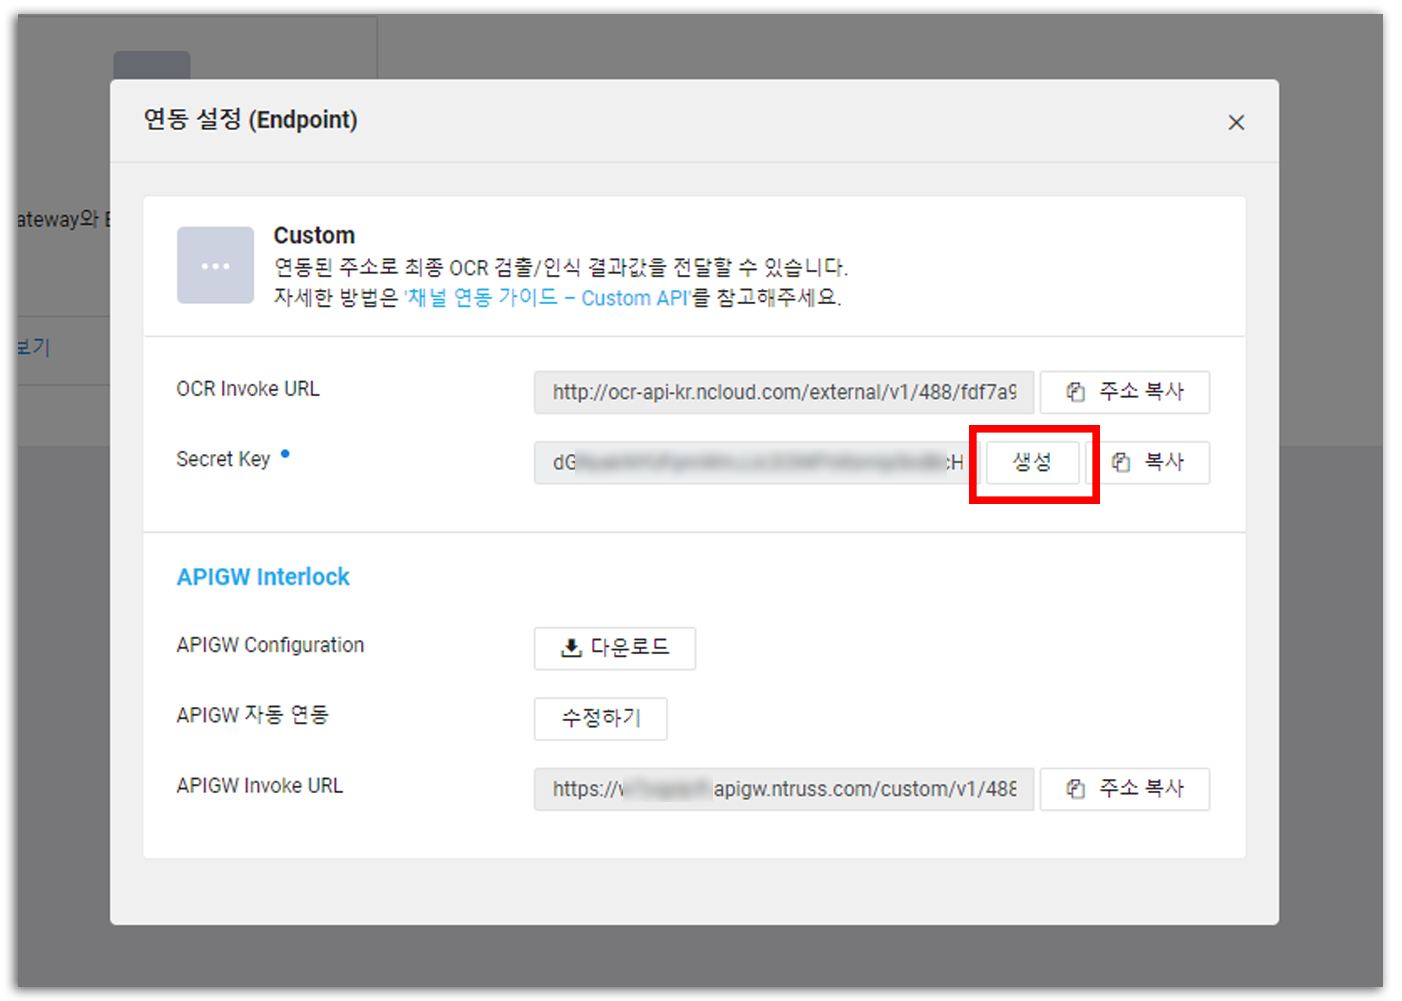 연동 설정 (Endpoint)
ateway와
보기
Custom
연동된 주소로 최종 OCR 검출/인식 결과값을 전달할 수 있습니다.
자세한 방법은 '채널 연동 가이드 – Custom API'를 참고해주세요.
OCR Invoke URL
http://ocr-api-kr.ncloud.com/external/v1/488/fdf7a9
주소 복사
Secret Key
생성
복사
APIGW Interlock
APIGW Configuration
다운로드
APIGW 자동 연동
수정하기
APIGW Invoke URL
https:// apigw.ntruss.com/custom/v1/488
주소 복사